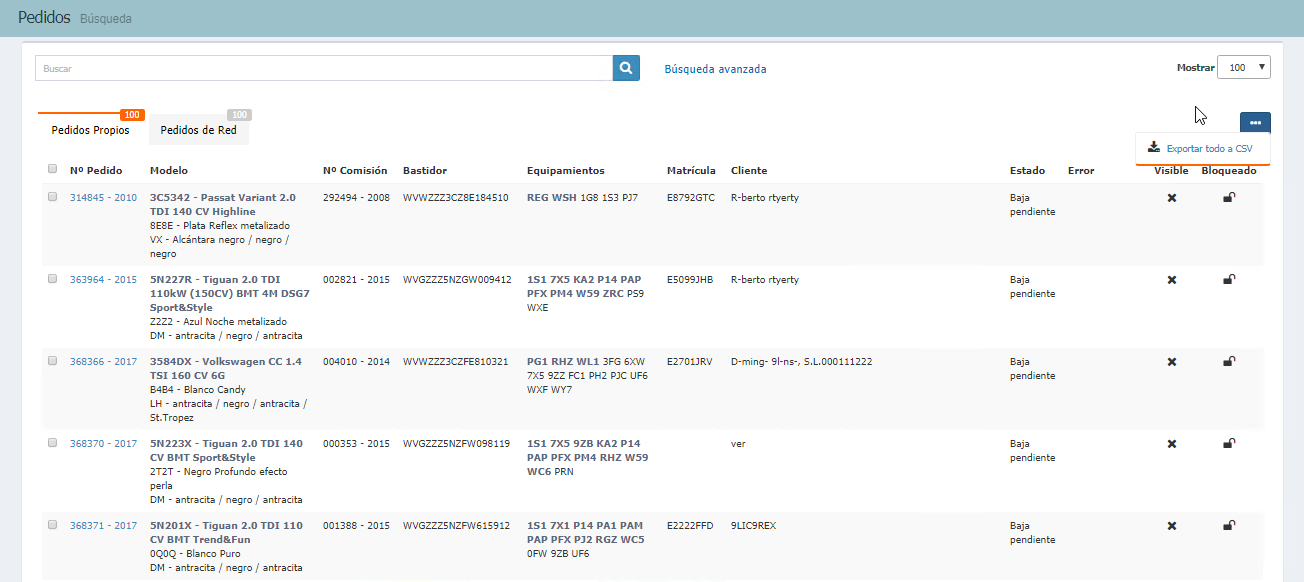 Pedidos Búsqueda
Buscar
Búsqueda avanzada
Mostrar 100
100
100
Pedidos Propios
Pedidos de Red
Exportar todo a CSV
Nº Pedido Modelo Nº Comisión Bastidor Equipamientos Matrícula Cliente Estado Error Visible Bloqueado
314845 - 2010 3C5342 - Passat Variant 2.0 292494 - 2008 WVWZZZ3CZ8E184510 REG WSH 1G8 1S3 PJ7 E8792GTC R-berto rtyerty Baja
TDI 140 CV Highline pendiente
8E8E - Plata Reflex metalizado
VX - Alcántara negro / negro /
negro
363964 - 2015 5N227R - Tiguan 2.0 TDI 002821 - 2015 WVGZZZ5NZGW009412 1S1 7X5 KA2 P14 PAP E5099JHB R-berto rtyerty Baja
110kW (150CV) BMT 4M DSG7 PFX PM4 W59 ZRC PS9 pendiente
Sport&Style WXE
Z2Z2 - Azul Noche metalizado
DM - antracita / negro / antracita
368366 - 2017 3584DX - Volkswagen CC 1.4 004010 - 2014 WVWZZZ3CZFE810321 PG1 RHZ WL1 3FG 6XW E2701JRV D-ming- 9l-ns-, S.L.000111222 Baja
TSI 160 CV 6G 7X5 9ZZ FC1 PH2 PJC UF6 pendiente
B4B4 - Blanco Candy WXF WY7
LH - antracita / negro / antracita /
St.Tropez
368370 - 2017 5N223X - Tiguan 2.0 TDI 140 000353 - 2015 WVGZZZ5NZFW098119 1S1 7X5 9ZB KA2 P14 ver Baja
CV BMT Sport&Style PAP PFX PM4 RHZ W59 pendiente
2T2T - Negro Profundo efecto WC6 PRN
perla
DM - antracita / negro / antracita
368371 - 2017 5N201X - Tiguan 2.0 TDI 110 001388 - 2015 WVGZZZ5NZFW615912 1S1 7X1 P14 PA1 PAM E2222FFD 9LIC9REX Baja
CV BMT Trend&Fun PAP PFX PJ2 RGZ WC5 pendiente
0Q0Q - Blanco Puro 0FW 9ZB UF6
DM - antracita / negro / antracita